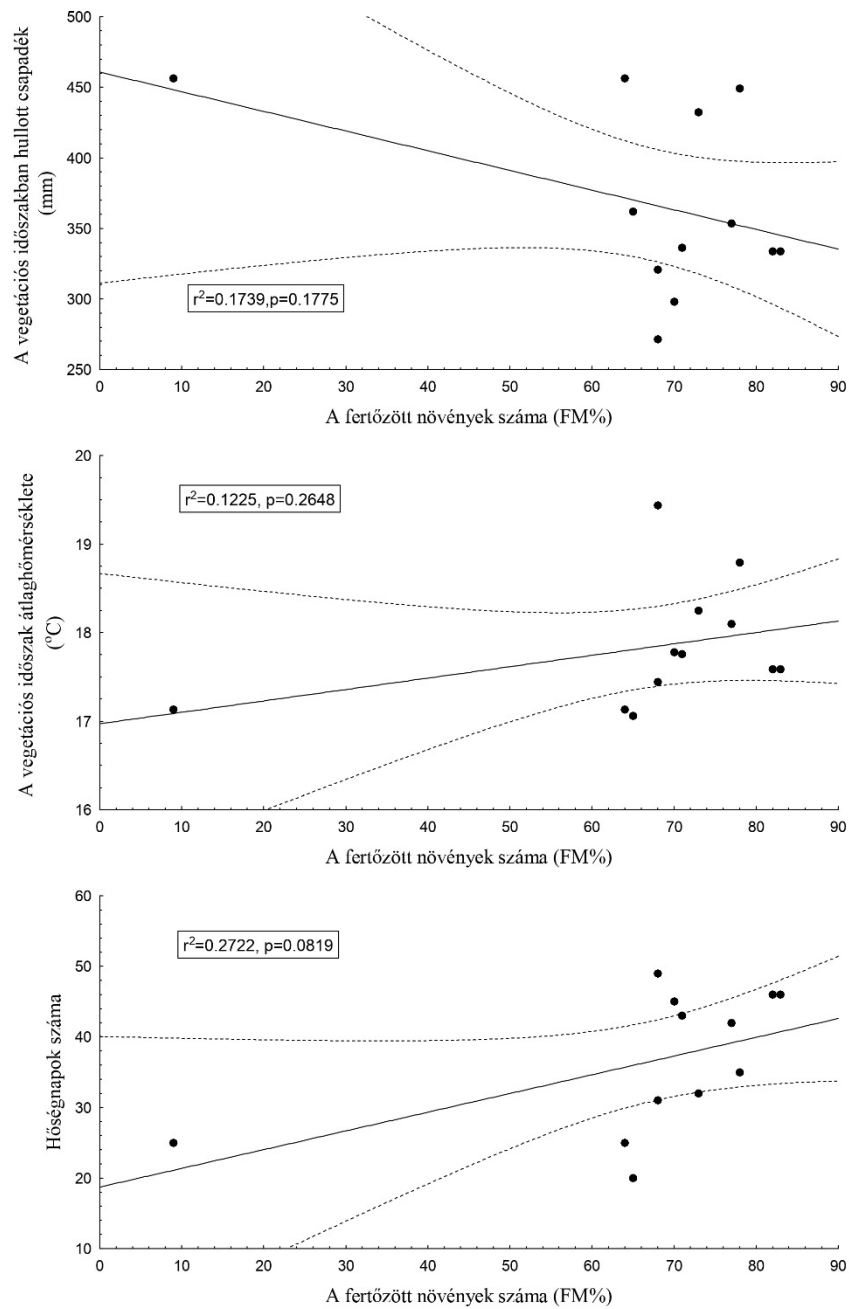 A vegetációs időszakban hullott csapadék
(mm)
500
450
400
350
300
250
r²=0.1739,p=0.1775
0 10 20 30 40 50 60 70 80 90
A fertőzött növények száma (FM%)
A vegetációs időszak átlaghőmérséklete
(°C)
20
19
18
17
16
r²=0.1225, p=0.2648
0 10 20 30 40 50 60 70 80 90
A fertőzött növények száma (FM%)
Hőségnapok száma
60
50
40
30
20
10
r²=0.2722, p=0.0819
0 10 20 30 40 50 60 70 80 90
A fertőzött növények száma (FM%)